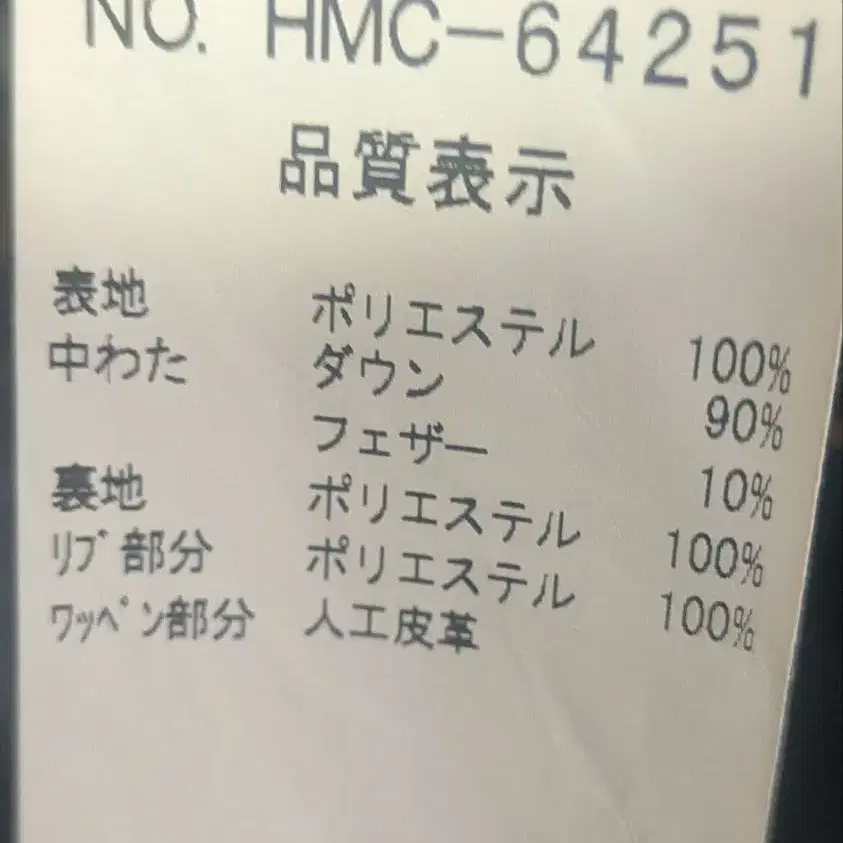 NO. HMC-64251
品質表示
表地 ポリエステル 100%
中わた ダウン 90%
フェザー 10%
裏地 ポリエステル 100%
ﾘﾌﾞ部分 ポリエステル 100%
ﾜｯﾍﾟﾝ部分 人工皮革